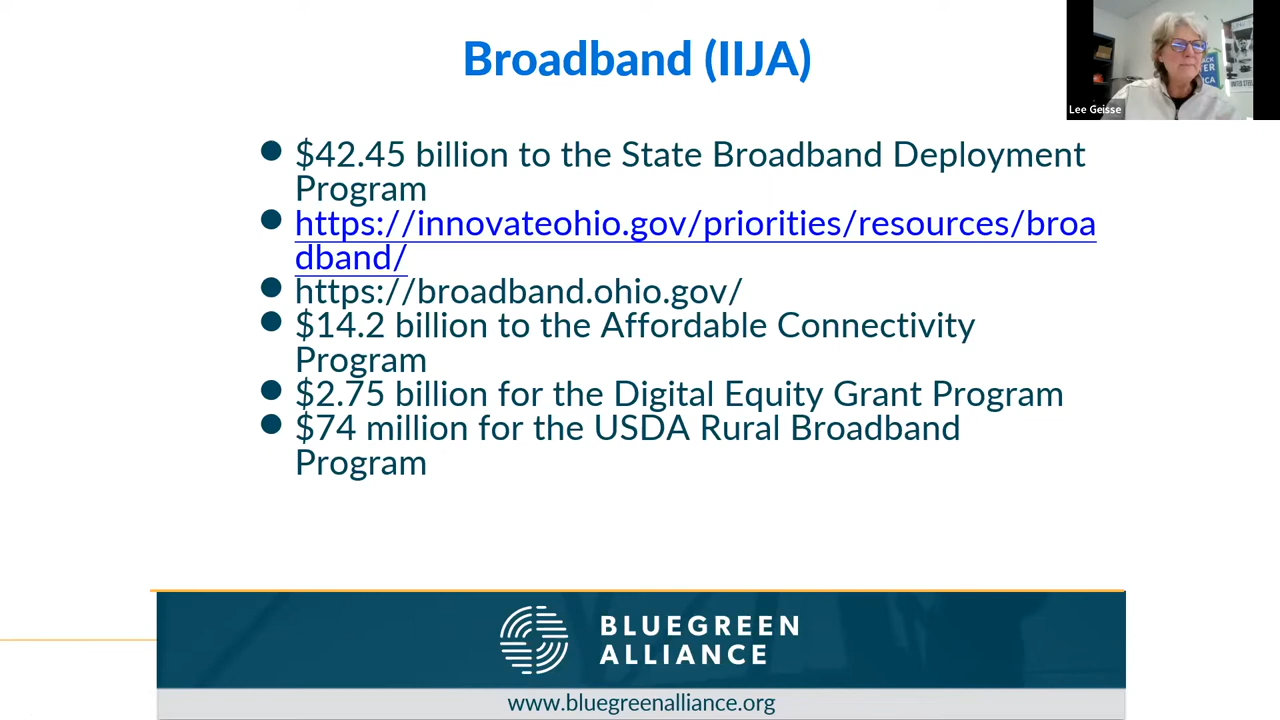 Broadband (IIJA)
Lee Geisse
● $42.45 billion to the State Broadband Deployment
Program
● https://innovateohio.gov/priorities/resources/broa
dband/
● https://broadband.ohio.gov/
● $14.2 billion to the Affordable Connectivity
Program
● $2.75 billion for the Digital Equity Grant Program
● $74 million for the USDA Rural Broadband
Program
BLUEGREEN
ALLIANCE
www.bluegreenalliance.org